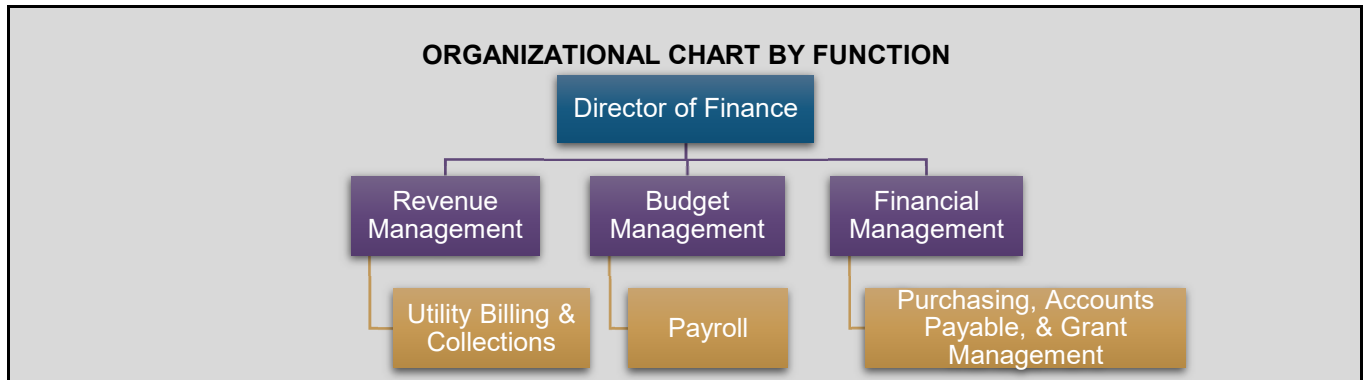 ORGANIZATIONAL CHART BY FUNCTION
Director of Finance
Revenue
Management
Budget
Management
Financial
Management
Utility Billing &
Collections
Payroll
Purchasing, Accounts
Payable, & Grant
Management